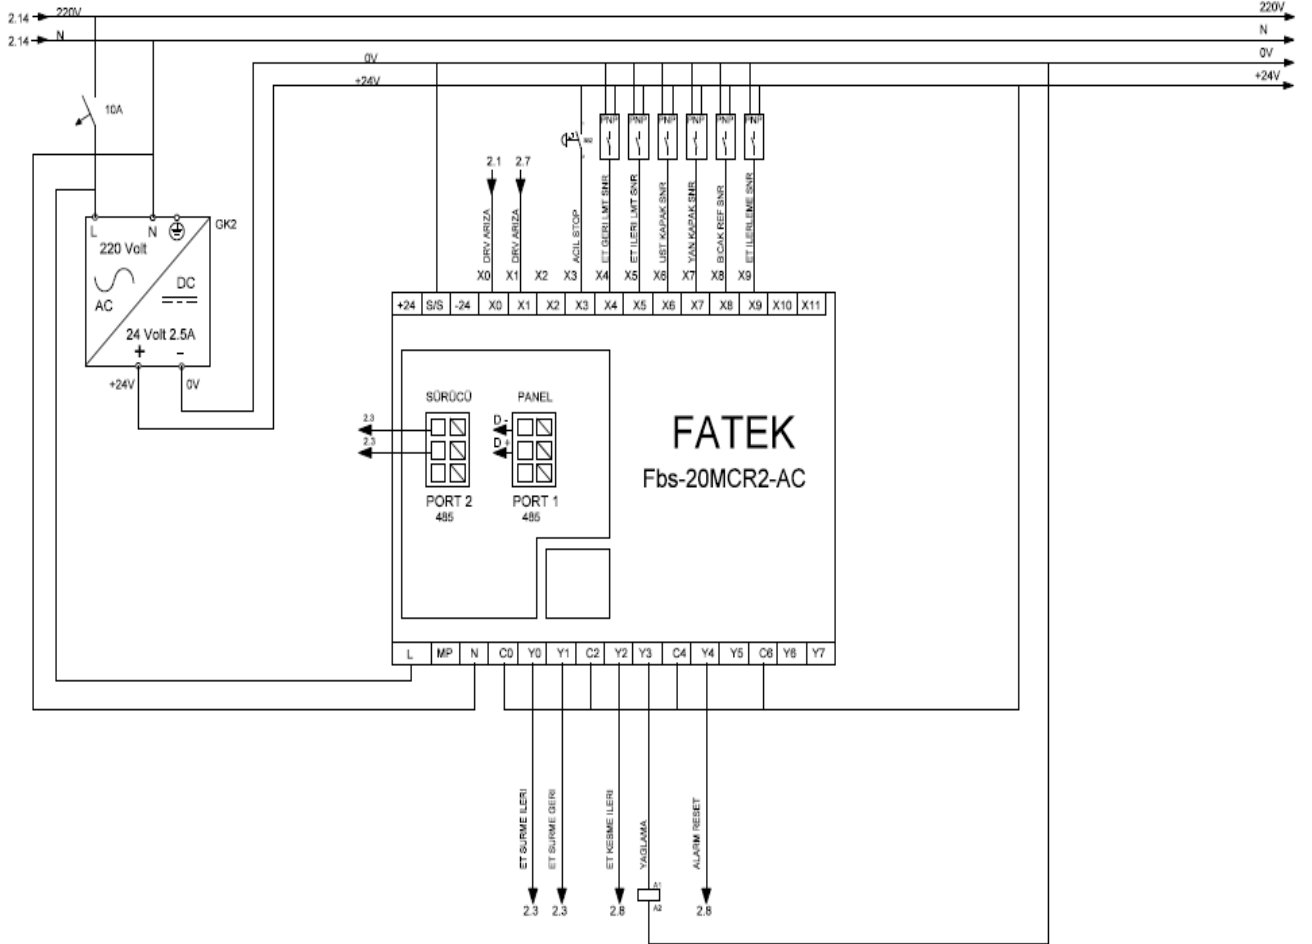 2.14 220V 220V
2.14 N N
0V 0V
+24V +24V
10A
PNP PNP PNP PNP PNP PNP
2.1 2.7
DRV ARIZA
DRV ARIZA
ACIL STOP
ET GERI LMT SNR
ET ILERI LMT SNR
UST KAPAK SNR
YAN KAPAK SNR
BICAK REF SNR
ET ILERLEME SNR
L N GK2
220 Volt
AC DC
24 Volt 2.5A
+ -
+24V 0V
X0 X1 X2 X3 X4 X5 X6 X7 X8 X9
+24 S/S -24 X0 X1 X2 X3 X4 X5 X6 X7 X8 X9 X10 X11
SÜRÜCÜ PANEL
2.3 D -
2.3 D +
PORT 2 PORT 1
485 485
FATEK
Fbs-20MCR2-AC
L MP N C0 Y0 Y1 C2 Y2 Y3 C4 Y4 Y5 C6 Y6 Y7
ET SURME ILERI
ET SURME GERI
ET KESME ILERI
YAGLAMA
ALARM RESET
A1
A2
2.3 2.3 2.8 2.8